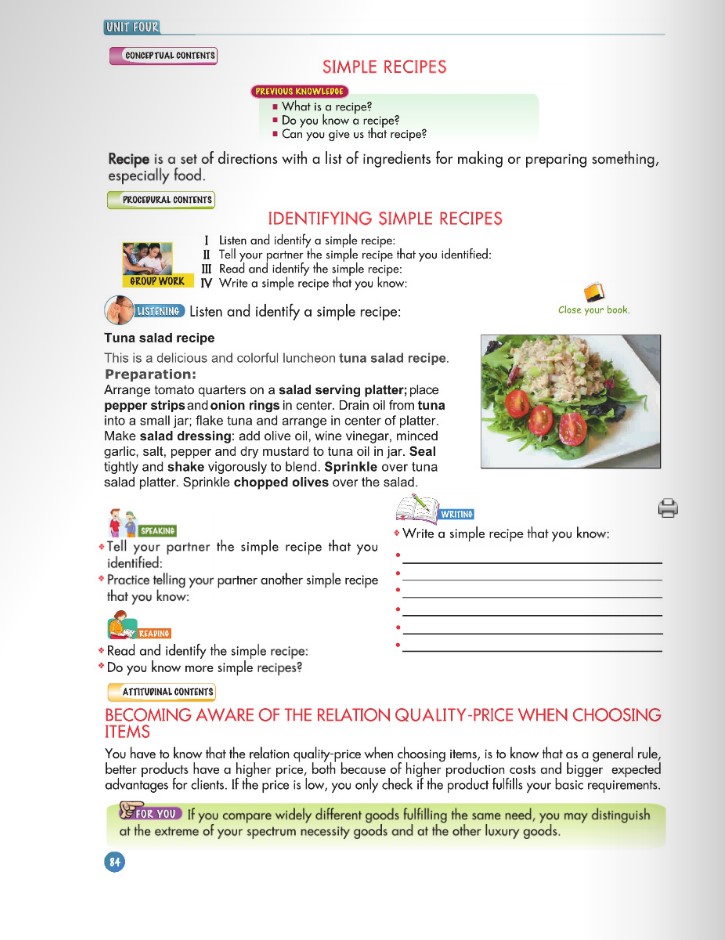 UNIT FOUR
CONCEPTUAL CONTENTS
SIMPLE RECIPES
PREVIOUS KNOWLEDGE
What is a recipe?
Do you know a recipe?
Can you give us that recipe?
Recipe is a set of directions with a list of ingredients for making or preparing something,
especially food.
PROCEDURAL CONTENTS
IDENTIFYING SIMPLE RECIPES
I Listen and identify a simple recipe:
II Tell your partner the simple recipe that you identified:
III Read and identify the simple recipe:
IV Write a simple recipe that you know:
GROUP WORK
LISTENING Listen and identify a simple recipe:
Close your book.
Tuna salad recipe
This is a delicious and colorful luncheon tuna salad recipe.
Preparation:
Arrange tomato quarters on a salad serving platter; place
pepper strips and onion rings in center. Drain oil from tuna
into a small jar; flake tuna and arrange in center of platter.
Make salad dressing: add olive oil, wine vinegar, minced
garlic, salt, pepper and dry mustard to tuna oil in jar. Seal
tightly and shake vigorously to blend. Sprinkle over tuna
salad platter. Sprinkle chopped olives over the salad.
SPEAKING
Tell your partner the simple recipe that you
identified:
Practice telling your partner another simple recipe
that you know:
READING
Read and identify the simple recipe:
Do you know more simple recipes?
WRITING
Write a simple recipe that you know:
ATTITUDINAL CONTENTS
BECOMING AWARE OF THE RELATION QUALITY-PRICE WHEN CHOOSING
ITEMS
You have to know that the relation quality-price when choosing items, is to know that as a general rule,
better products have a higher price, both because of higher production costs and bigger expected
advantages for clients. If the price is low, you only check if the product fulfills your basic requirements.
FOR YOU If you compare widely different goods fulfilling the same need, you may distinguish
at the extreme of your spectrum necessity goods and at the other luxury goods.
84